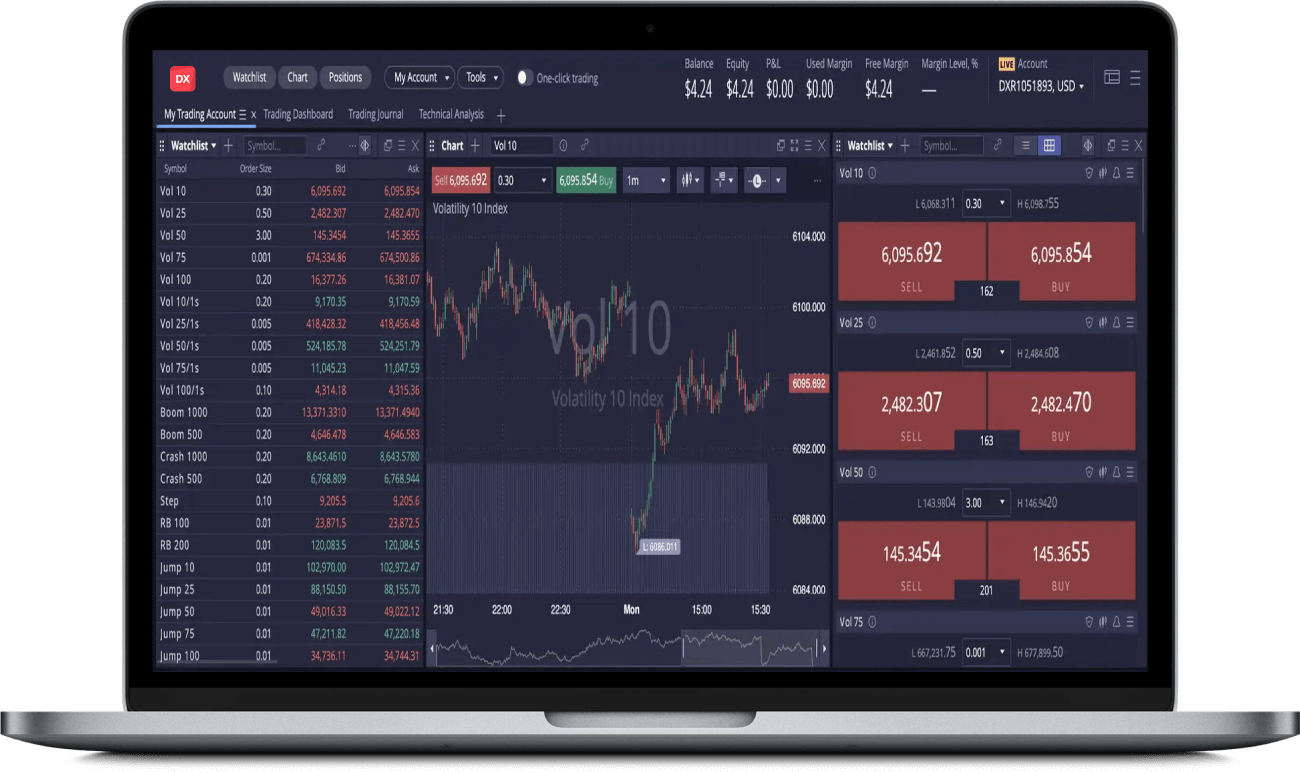 DX
Watchlist Chart Positions My Account Tools One-click trading
Balance Equity P&L Used Margin Free Margin Margin Level, %
$4.24 $4.24 $0.00 $0.00 $4.24 —
LIVE Account
DXR1051893, USD
My Trading Account Trading Dashboard Trading Journal Technical Analysis
Watchlist Symbol...
Symbol Order Size Bid Ask
Vol 10 0.30 6,095.692 6,095.854
Vol 25 0.50 2,482.307 2,482.470
Vol 50 3.00 145.3454 145.3655
Vol 75 0.001 674,334.86 674,500.86
Vol 100 0.20 16,377.26 16,381.07
Vol 10/1s 0.20 9,170.35 9,170.59
Vol 25/1s 0.005 418,428.32 418,456.48
Vol 50/1s 0.005 524,185.78 524,251.79
Vol 75/1s 0.005 11,045.23 11,047.59
Vol 100/1s 0.10 4,314.18 4,315.36
Boom 1000 0.20 13,371.3310 13,371.4940
Boom 500 0.20 4,646.478 4,646.583
Crash 1000 0.20 8,643.4610 8,643.5780
Crash 500 0.20 6,768.809 6,768.944
Step 0.10 9,205.5 9,205.6
RB 100 0.01 23,871.5 23,872.5
RB 200 0.01 120,083.5 120,084.5
Jump 10 0.01 102,970.00 102,972.47
Jump 25 0.01 88,150.50 88,155.70
Jump 50 0.01 49,016.33 49,022.12
Jump 75 0.01 47,211.82 47,220.18
Jump 100 0.01 34,736.11 34,744.31
Chart Vol 10
Sell 6,095.692 0.30 6,095.854 Buy 1m
Volatility 10 Index
Vol 10
Volatility 10 Index
6104.000
6100.000
6095.692
6092.000
6088.000
6084.000
L: 6086.011
21:30 22:00 22:30 Mon 15:00 15:30
Watchlist Symbol...
Vol 10
L 6,068.311 0.30 H 6,098.755
6,095.692 6,095.854
SELL 162 BUY
Vol 25
L 2,461.852 0.50 H 2,484.608
2,482.307 2,482.470
SELL 163 BUY
Vol 50
L 143.9804 3.00 H 146.9420
145.3454 145.3655
SELL 201 BUY
Vol 75
L 667,231.75 0.001 H 677,899.50